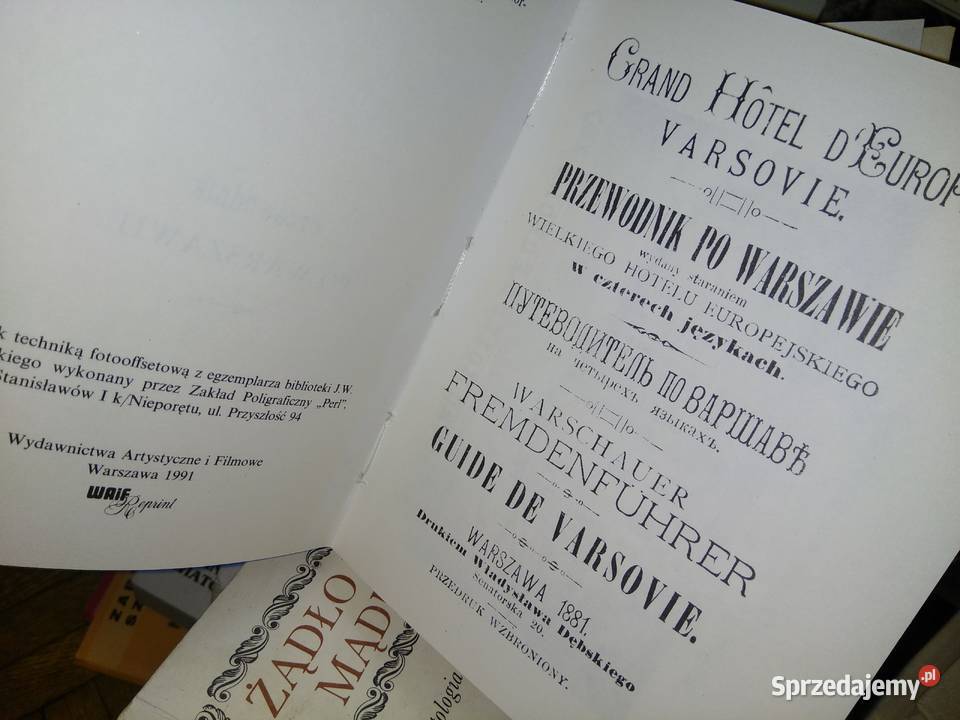 k techniką fotooffsetową z egzemplarza biblioteki J.W.
kiego wykonany przez Zakład Poligraficzny „Perł",
Stanisławów I k/Nieporętu, ul. Przyszłość 94
Wydawnictwa Artystyczne i Filmowe
Warszawa 1991
WAiF Reprint
GRAND HÔTEL D'EUROP
VARSOVIE.
PRZEWODNIK PO WARSZAWIE
wydany staraniem
WIELKIEGO HOTELU EUROPEJSKIEGO
w czterech językach.
ПУТЕВОДИТЕЛЬ ПО ВАРШАВѢ
на четырехъ языкахъ.
WARSCHAUER
FREMDENFÜHRER
GUIDE DE VARSOVIE.
WARSZAWA 1881.
Drukiem Władysława Dębskiego
Senatorska 20.
PRZEDRUK WZBRONIONY.
ŻĄDŁO
MĄD
tologia
Sprzedajemy.pl